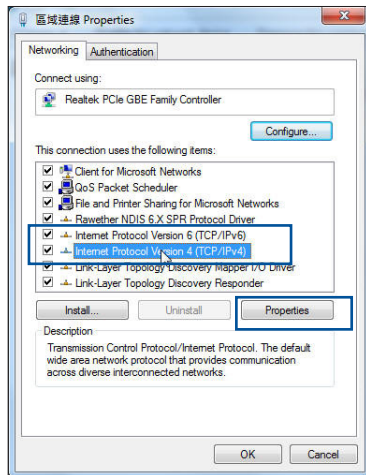 區域連線 Properties
Networking
Authentication
Connect using:
Realtek PCIe GBE Family Controller
Configure...
This connection uses the following items:
Client for Microsoft Networks
QoS Packet Scheduler
File and Printer Sharing for Microsoft Networks
Rawether NDIS 6.X SPR Protocol Driver
Internet Protocol Version 6 (TCP/IPv6)
Internet Protocol Version 4 (TCP/IPv4)
Link-Layer Topology Discovery Mapper I/O Driver
Link-Layer Topology Discovery Responder
Install...
Uninstall
Properties
Description
Transmission Control Protocol/Internet Protocol. The default
wide area network protocol that provides communication
across diverse interconnected networks.
OK
Cancel